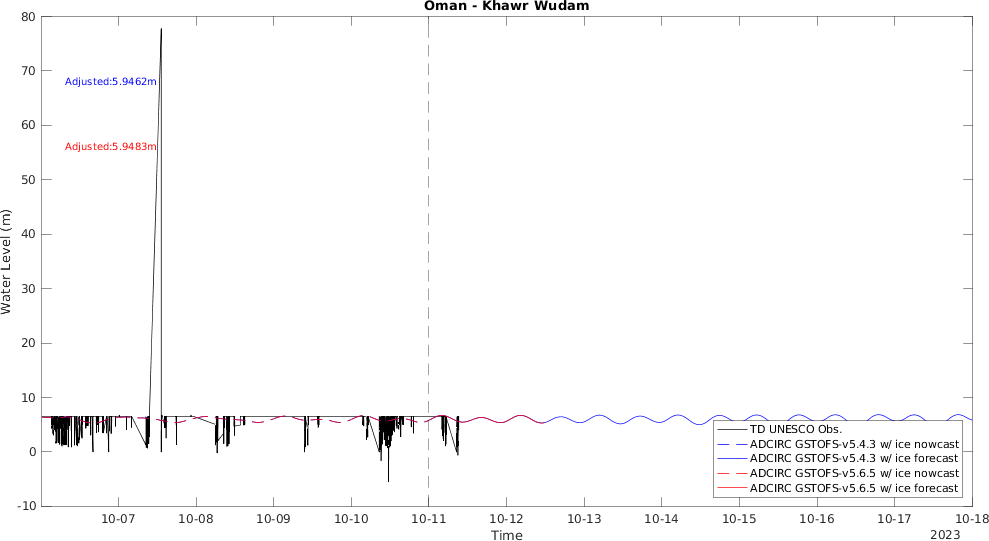 Oman - Khawr Wudam
80
70
60
50
40
30
20
10
0
-10
Water Level (m)
Adjusted:5.9462m
Adjusted:5.9483m
TD UNESCO Obs.
ADCIRC GSTOFS-v5.4.3 w/ ice nowcast
ADCIRC GSTOFS-v5.4.3 w/ ice forecast
ADCIRC GSTOFS-v5.6.5 w/ ice nowcast
ADCIRC GSTOFS-v5.6.5 w/ ice forecast
10-07 10-08 10-09 10-10 10-11 10-12 10-13 10-14 10-15 10-16 10-17 10-18
Time
2023